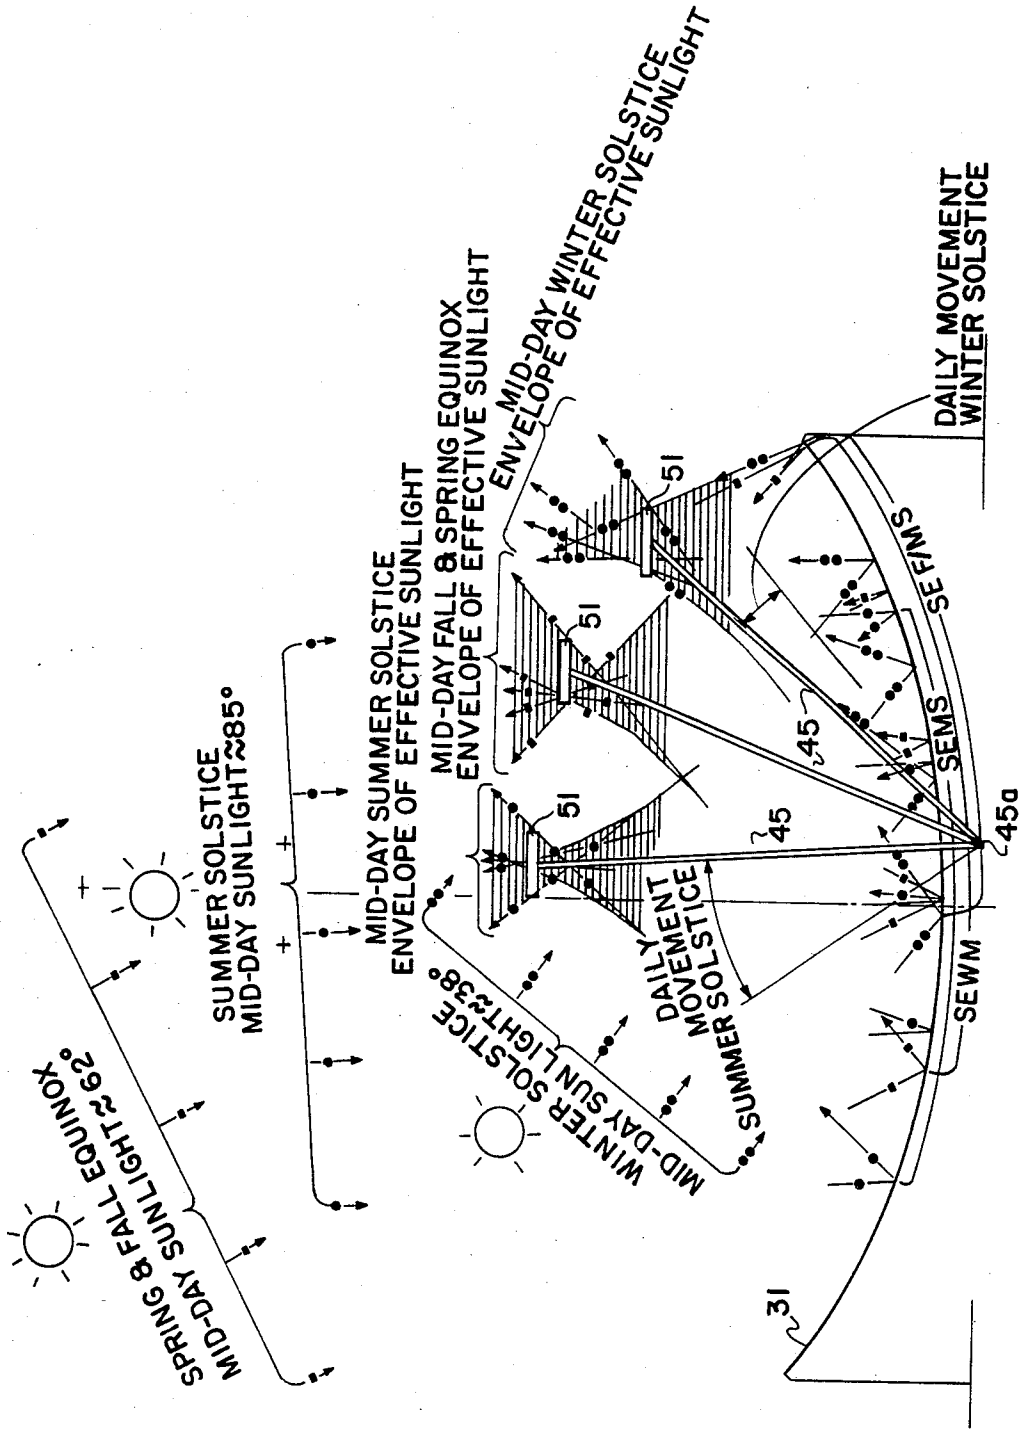 SPRING & FALL EQUINOX
MID-DAY SUNLIGHT≈62°
SUMMER SOLSTICE
MID-DAY SUNLIGHT≈85°
WINTER SOLSTICE
MID-DAY SUN LIGHT≈38°
MID-DAY SUMMER SOLSTICE
ENVELOPE OF EFFECTIVE SUNLIGHT
MID-DAY FALL & SPRING EQUINOX
ENVELOPE OF EFFECTIVE SUNLIGHT
MID-DAY WINTER SOLSTICE
ENVELOPE OF EFFECTIVE SUNLIGHT
51
51
51
DAILY
MOVEMENT
SUMMER SOLSTICE
45
45
DAILY MOVEMENT
WINTER SOLSTICE
31
SEWM
SEMS
SE F/MS
45a